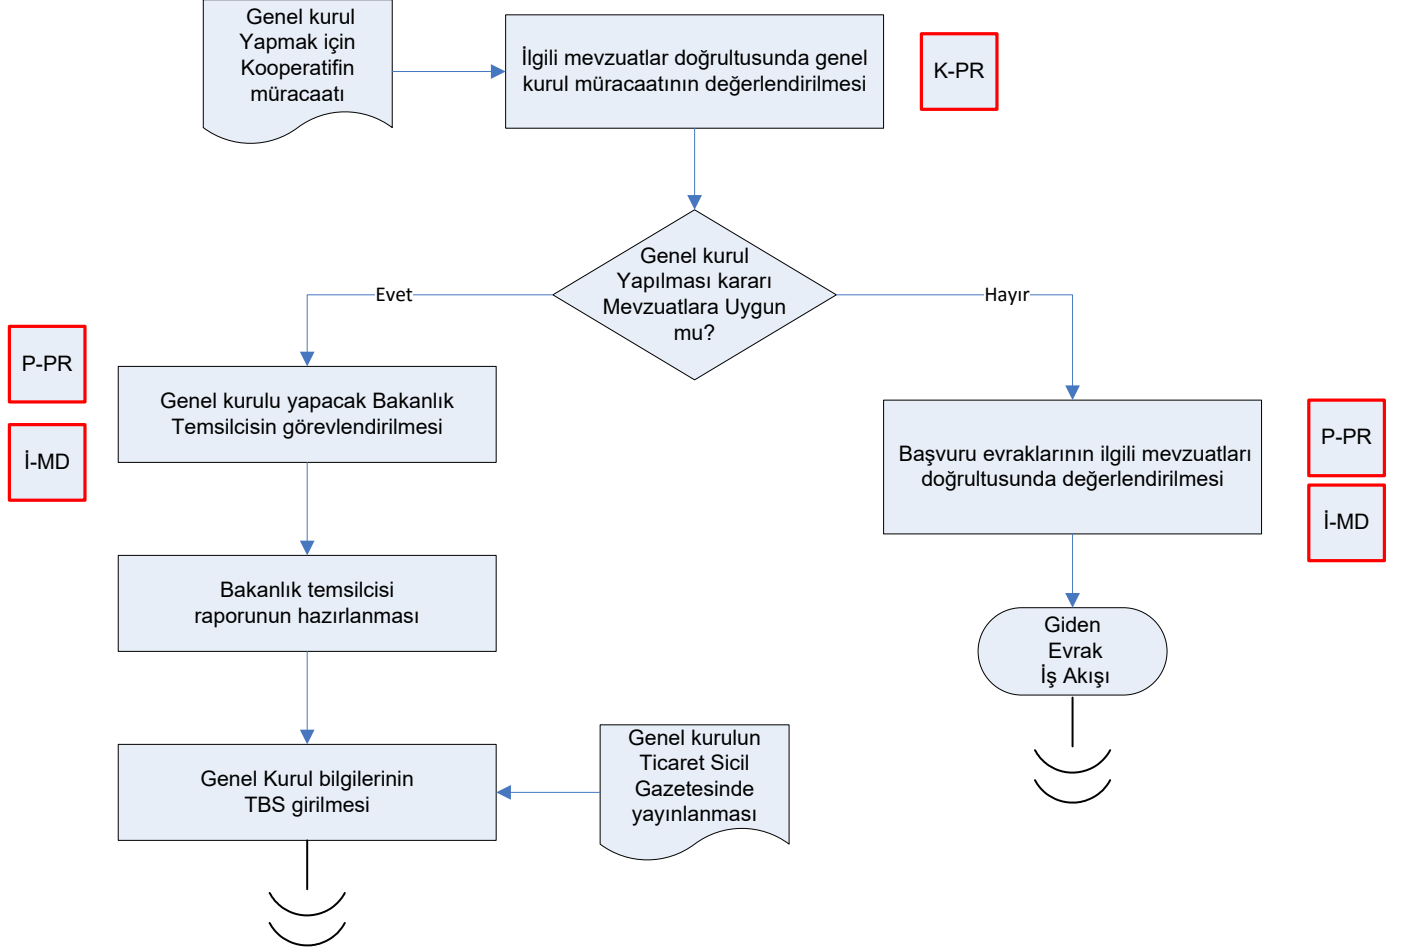 Genel kurul
Yapmak için
Kooperatifin
müracaatı
İlgili mevzuatlar doğrultusunda genel
kurul müracaatının değerlendirilmesi
K-PR
Genel kurul
Yapılması kararı
Mevzuatlara Uygun
mu?
Evet
Hayır
P-PR
İ-MD
Genel kurulu yapacak Bakanlık
Temsilcisin görevlendirilmesi
Başvuru evraklarının ilgili mevzuatları
doğrultusunda değerlendirilmesi
P-PR
İ-MD
Bakanlık temsilcisi
raporunun hazırlanması
Giden
Evrak
İş Akışı
Genel Kurul bilgilerinin
TBS girilmesi
Genel kurulun
Ticaret Sicil
Gazetesinde
yayınlanması